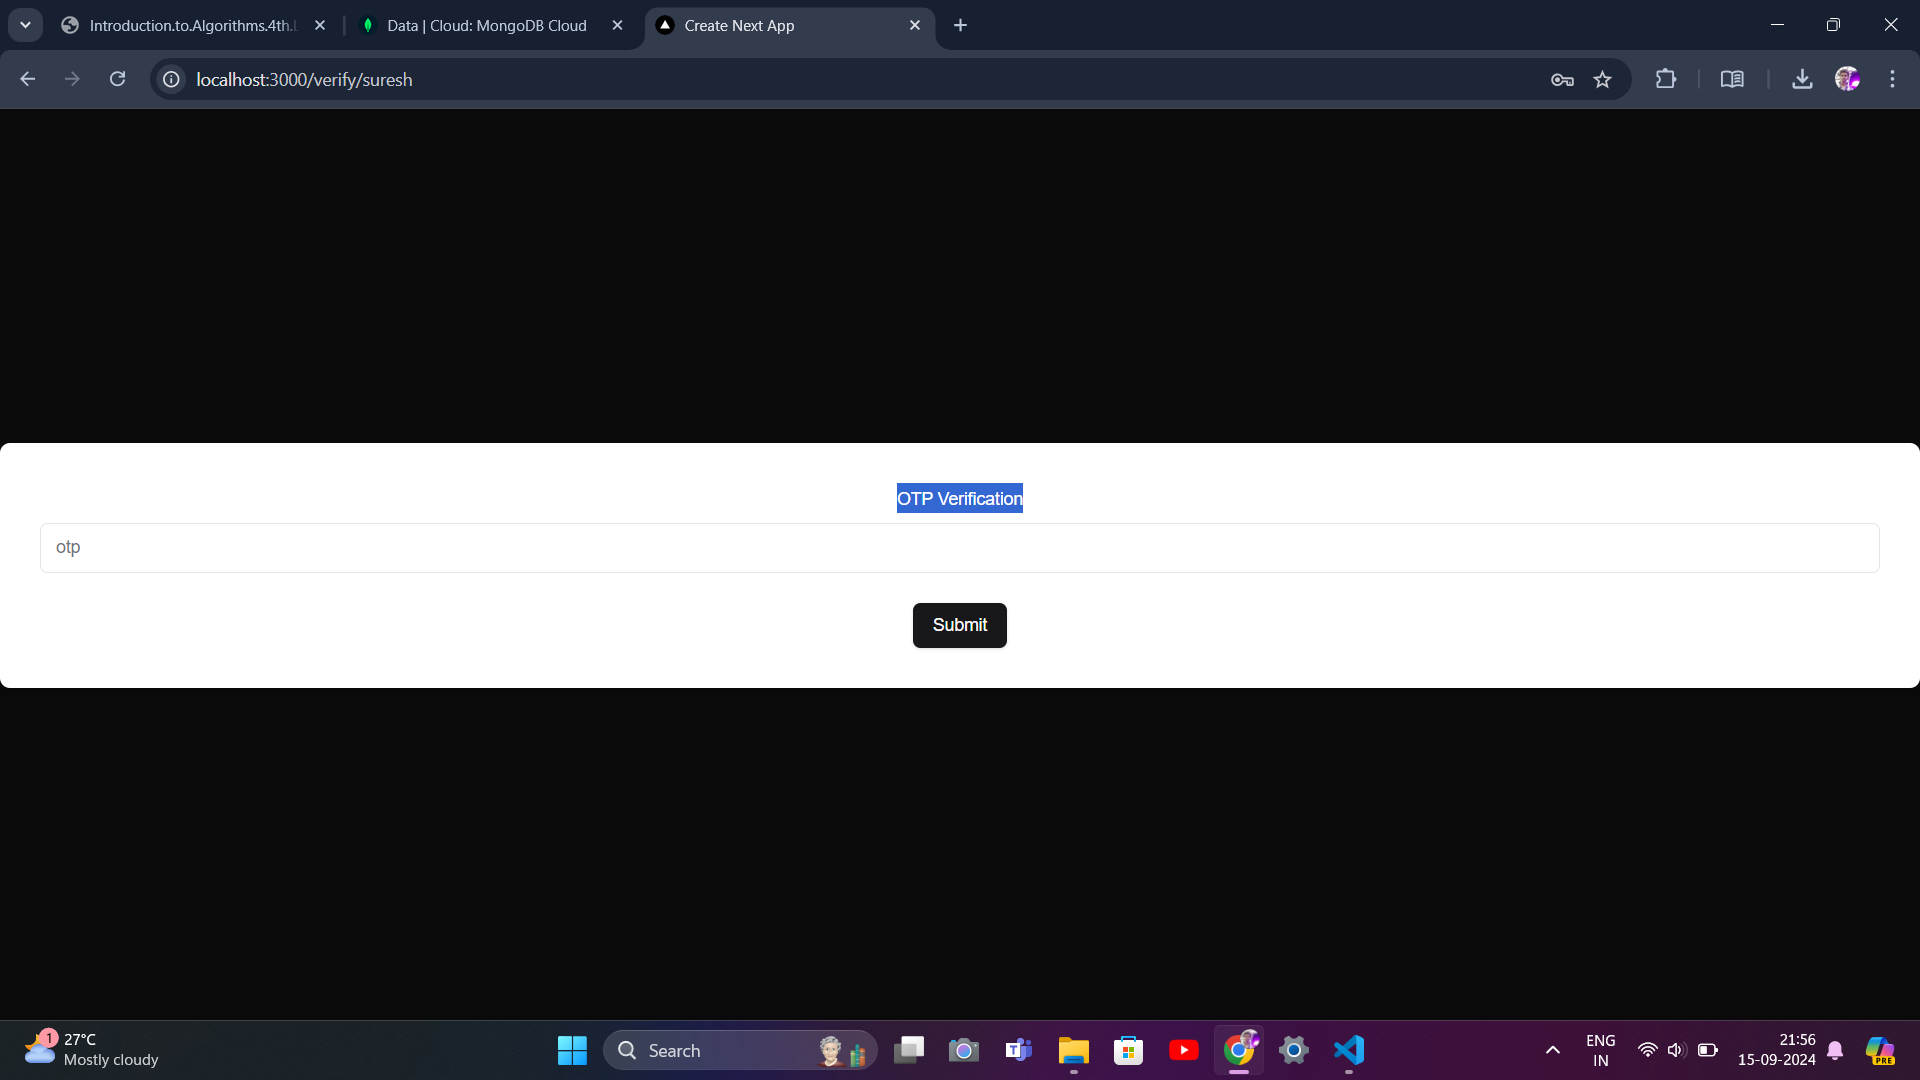 Introduction.to.Algorithms.4th.
Data | Cloud: MongoDB Cloud
Create Next App
localhost:3000/verify/suresh
OTP Verification
otp
Submit
1
27°C
Mostly cloudy
Search
T
ENG
IN
21:56
15-09-2024
PRE